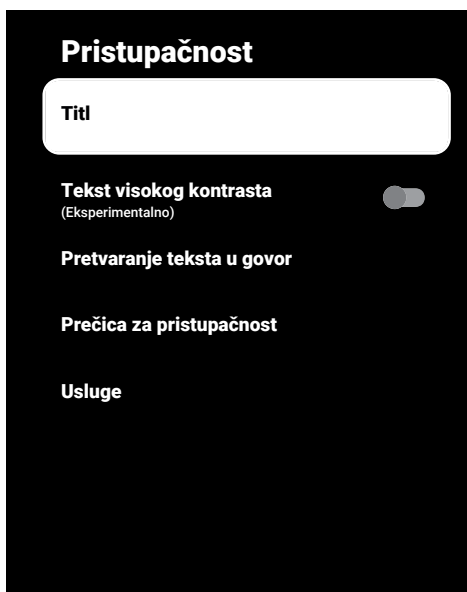 Pristupačnost
Titl
Tekst visokog kontrasta
(Eksperimentalno)
Pretvaranje teksta u govor
Prečica za pristupačnost
Usluge